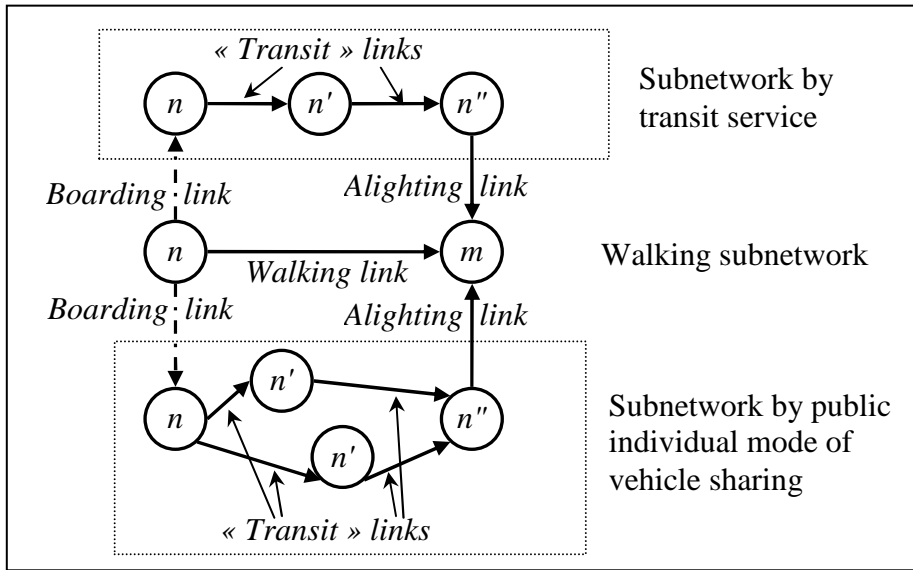 « Transit » links
n n' n"
Subnetwork by
transit service
Boarding link
Alighting link
n m
Walking link
Walking subnetwork
Boarding link
Alighting link
n'
n n"
n'
Subnetwork by public
individual mode of
vehicle sharing
« Transit » links